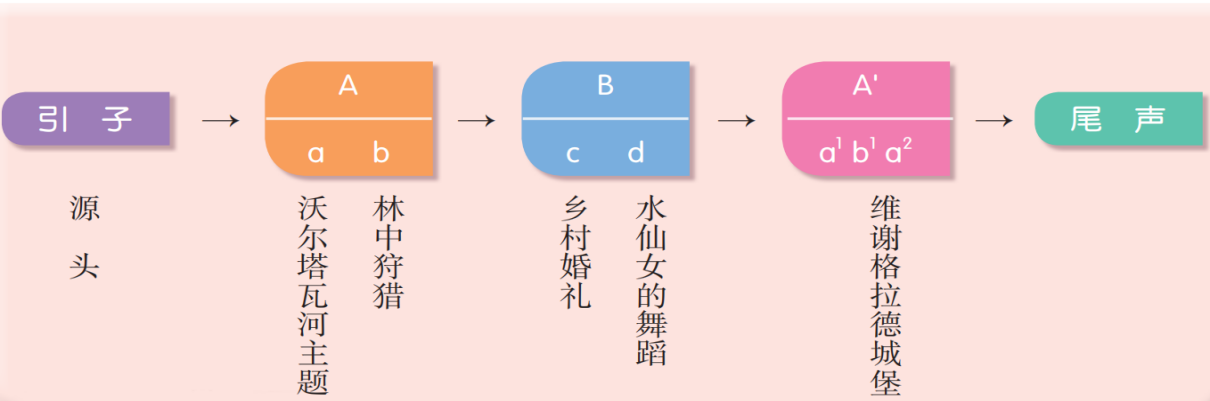 引 子
A
a b
B
c d
A'
a¹ b¹ a²
尾 声
源 头
沃尔塔瓦河主题
林中狩猎
乡村婚礼
水仙女的舞蹈
维谢格拉德城堡